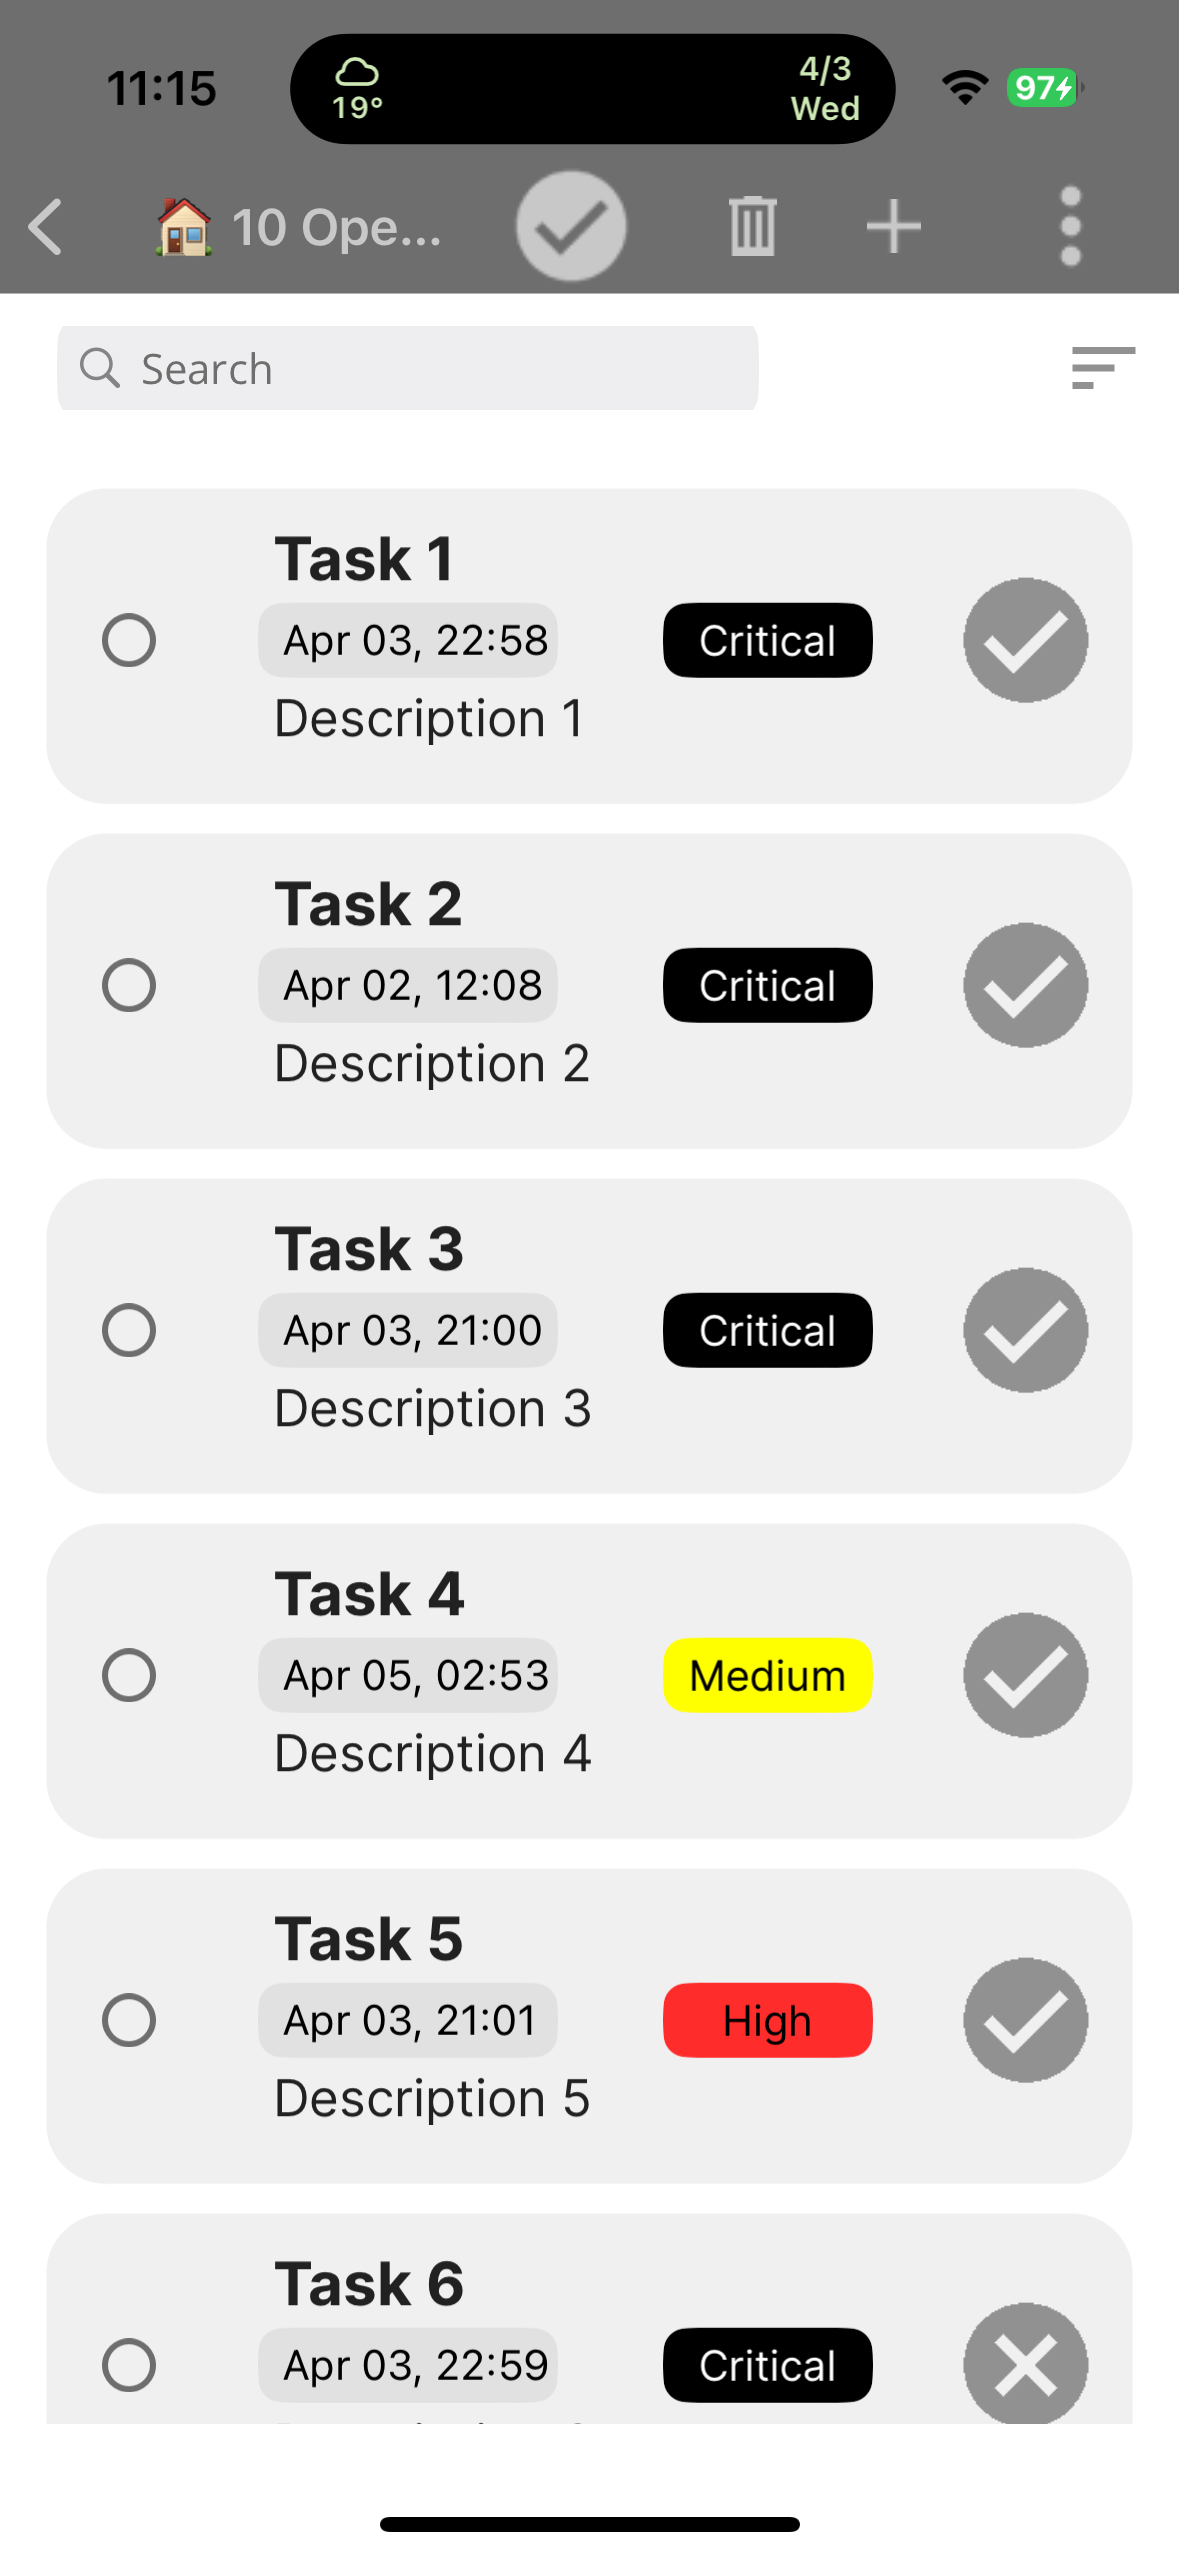 11:15
19°
4/3
Wed
97
10 Ope...
Search
Task 1
Apr 03, 22:58
Critical
Description 1
Task 2
Apr 02, 12:08
Critical
Description 2
Task 3
Apr 03, 21:00
Critical
Description 3
Task 4
Apr 05, 02:53
Medium
Description 4
Task 5
Apr 03, 21:01
High
Description 5
Task 6
Apr 03, 22:59
Critical